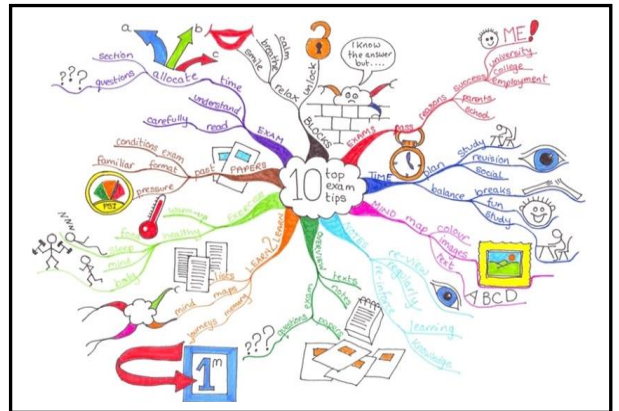 10 top
exam
tips
EXAMS
pass
reasons
success
ME!
university
college
employment
parents
school
TIME
plan
study
revision
social
balance
breaks
fun
study
MIND map
colour
images
text
ABCD
NOTES
re-view
regularly
reinforce
learning
knowledge
texts
notes
exam
papers
questions
???
LEARN 2 LEARN
lists
mind maps
memory
journeys
1m
EXERCISE
healthy
sleep
mind
body
PAPERS
past
format
familiar
conditions exam
pressure
PSI
EXAM
time
allocate
section
questions
???
a
b
c
understand
read
carefully
BLOCKS
relax
smile
breathe
calm
unlock
I know
the answer
but....